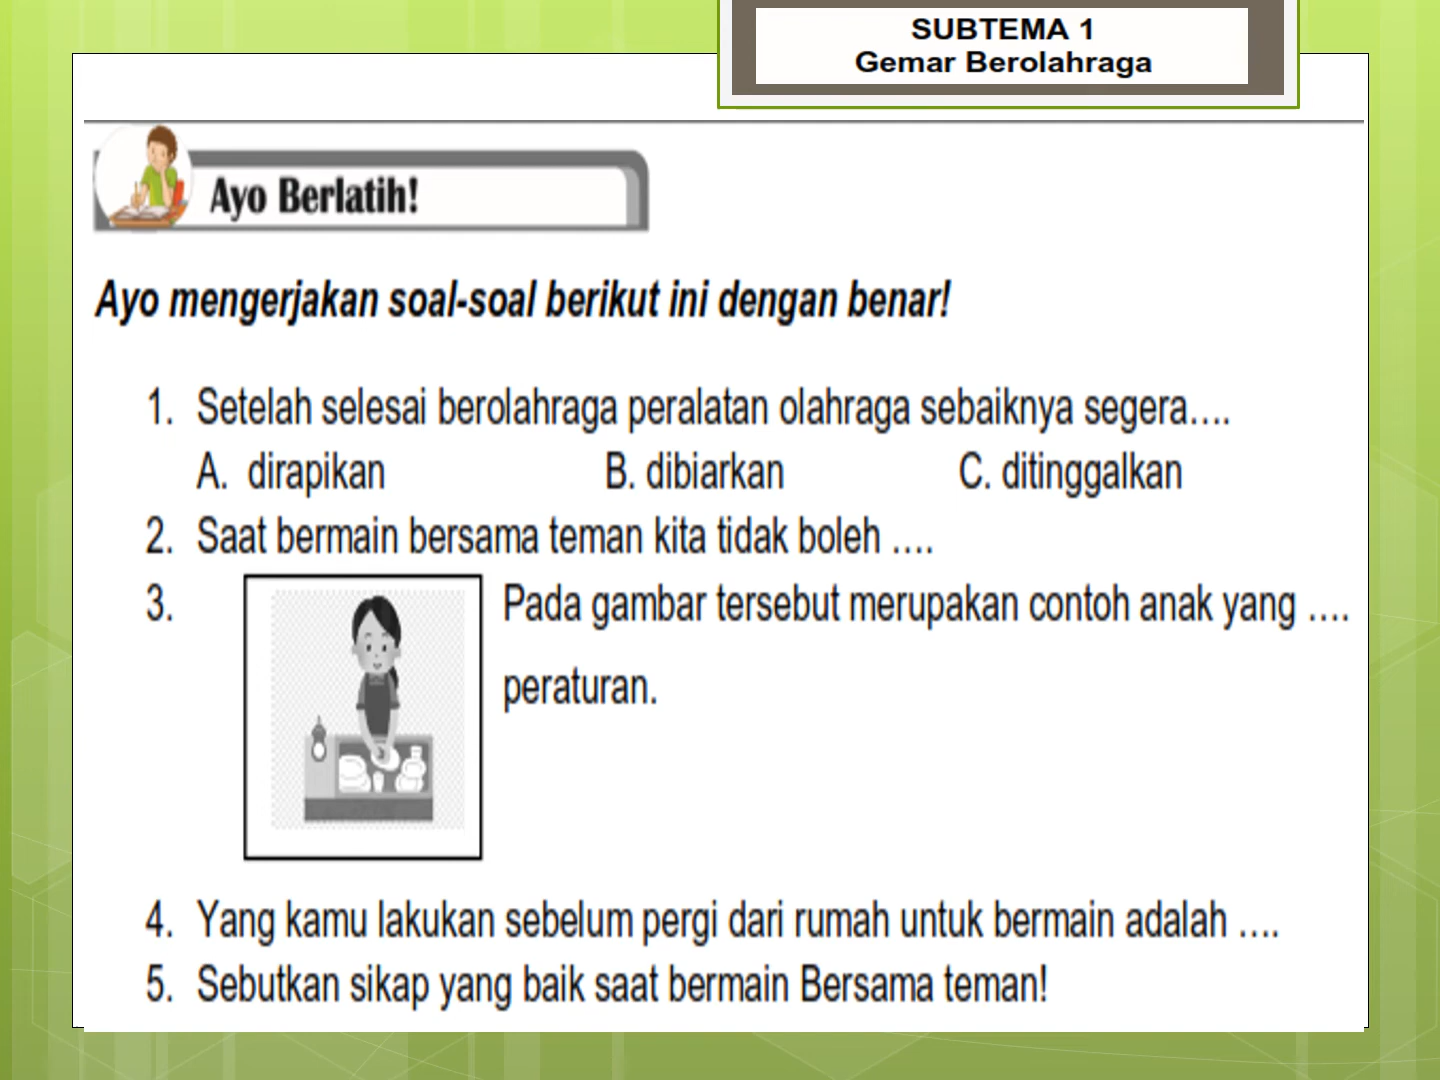 SUBTEMA 1
Gemar Berolahraga
Ayo Berlatih!
Ayo mengerjakan soal-soal berikut ini dengan benar!
1. Setelah selesai berolahraga peralatan olahraga sebaiknya segera....
A. dirapikan B. dibiarkan C. ditinggalkan
2. Saat bermain bersama teman kita tidak boleh ....
3. Pada gambar tersebut merupakan contoh anak yang ....
peraturan.
4. Yang kamu lakukan sebelum pergi dari rumah untuk bermain adalah ....
5. Sebutkan sikap yang baik saat bermain Bersama teman!